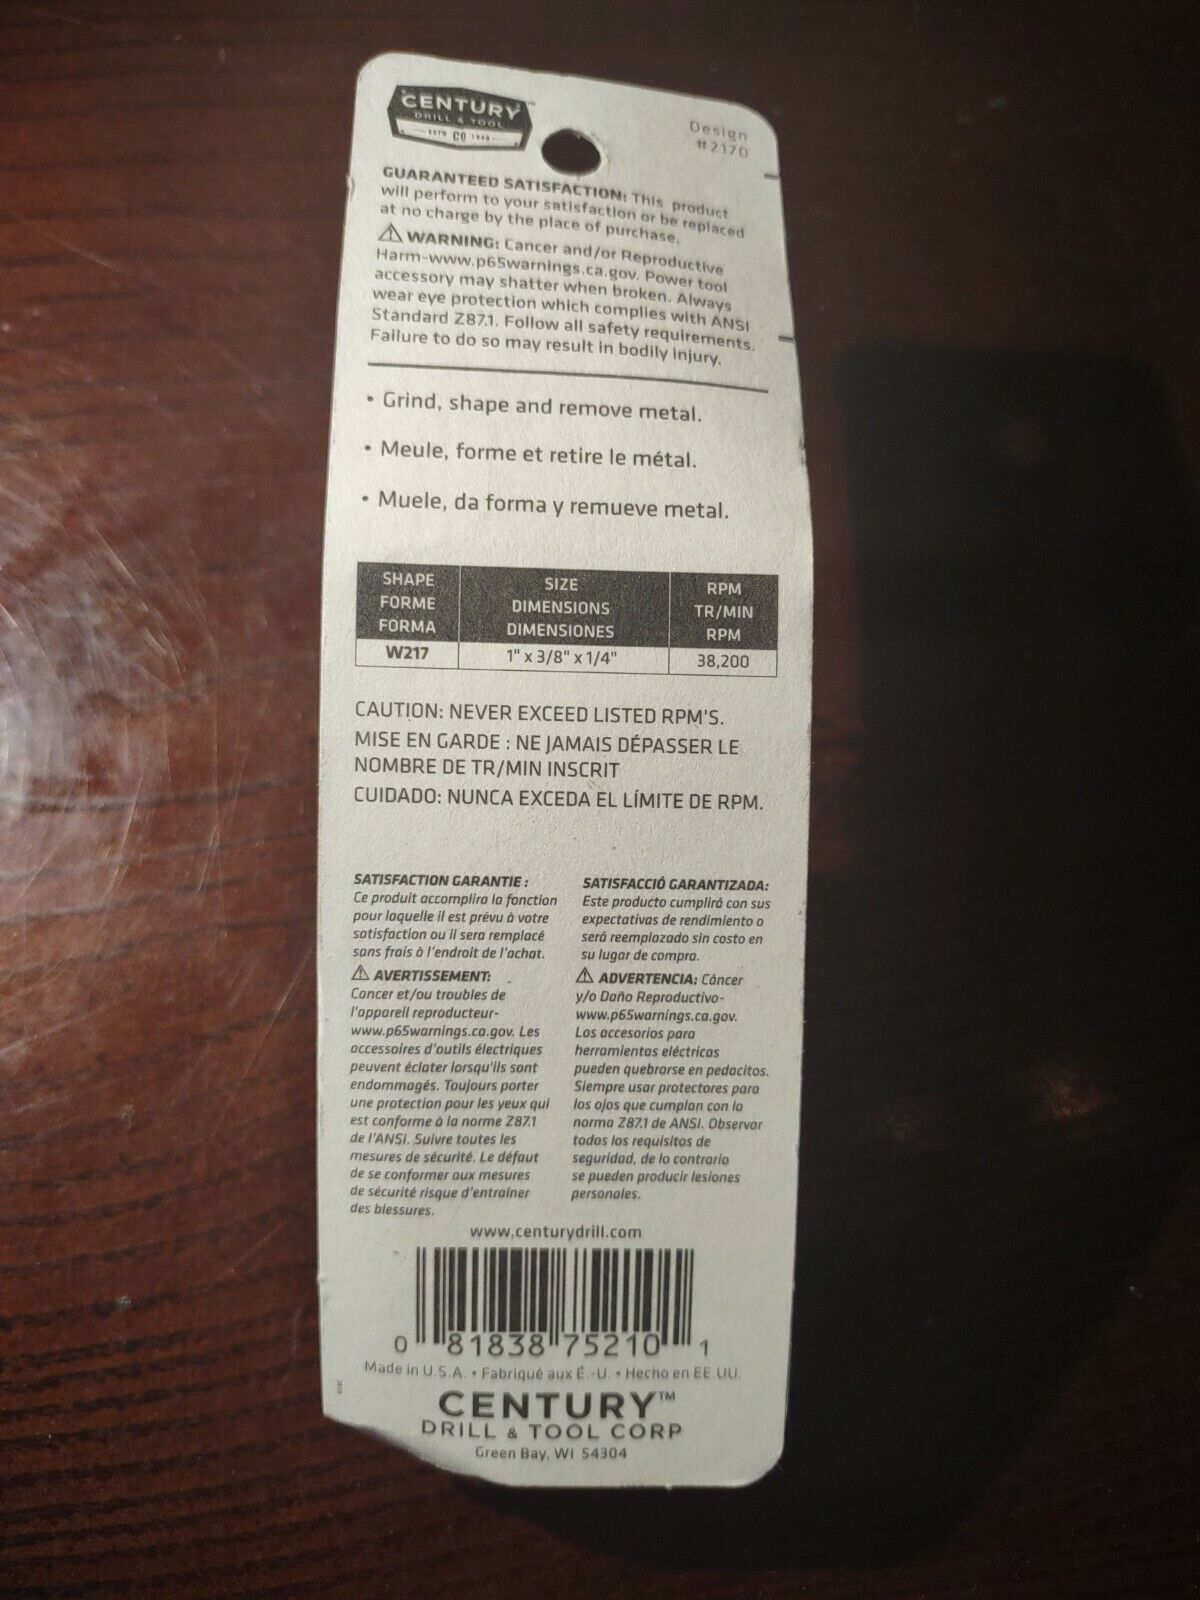 CENTURY™
DRILL & TOOL
ESTD CO 1848
Design
#2170
GUARANTEED SATISFACTION: This product
will perform to your satisfaction or be replaced
at no charge by the place of purchase.
⚠ WARNING: Cancer and/or Reproductive
Harm-www.p65warnings.ca.gov. Power tool
accessory may shatter when broken. Always
wear eye protection which complies with ANSI
Standard Z87.1. Follow all safety requirements.
Failure to do so may result in bodily injury.
• Grind, shape and remove metal.
• Meule, forme et retire le métal.
• Muele, da forma y remueve metal.
SHAPE SIZE RPM
FORME DIMENSIONS TR/MIN
FORMA DIMENSIONES RPM
W217 1" x 3/8" x 1/4" 38,200
CAUTION: NEVER EXCEED LISTED RPM'S.
MISE EN GARDE : NE JAMAIS DÉPASSER LE
NOMBRE DE TR/MIN INSCRIT
CUIDADO: NUNCA EXCEDA EL LÍMITE DE RPM.
SATISFACTION GARANTIE :
Ce produit accomplira la fonction
pour laquelle il est prévu à votre
satisfaction ou il sera remplacé
sans frais à l'endroit de l'achat.
⚠ AVERTISSEMENT:
Cancer et/ou troubles de
l'appareil reproducteur-
www.p65warnings.ca.gov. Les
accessoires d'outils électriques
peuvent éclater lorsqu'ils sont
endommagés. Toujours porter
une protection pour les yeux qui
est conforme à la norme Z87.1
de l'ANSI. Suivre toutes les
mesures de sécurité. Le défaut
de se conformer aux mesures
de sécurité risque d'entraîner
des blessures.
SATISFACCIÓ GARANTIZADA:
Este producto cumplirá con sus
expectativas de rendimiento o
será reemplazado sin costo en
su lugar de compra.
⚠ ADVERTENCIA: Cáncer
y/o Daño Reproductivo-
www.p65warnings.ca.gov.
Los accesorios para
herramientas eléctricas
pueden quebrarse en pedacitos.
Siempre usar protectores para
los ojos que cumplan con la
norma Z87.1 de ANSI. Observar
todos los requisitos de
seguridad, de lo contrario
se pueden producir lesiones
personales.
www.centurydrill.com
0 81838 75210 1
Made in U.S.A. • Fabriqué aux É.-U. • Hecho en EE.UU.
CENTURY™
DRILL & TOOL CORP
Green Bay, WI 54304